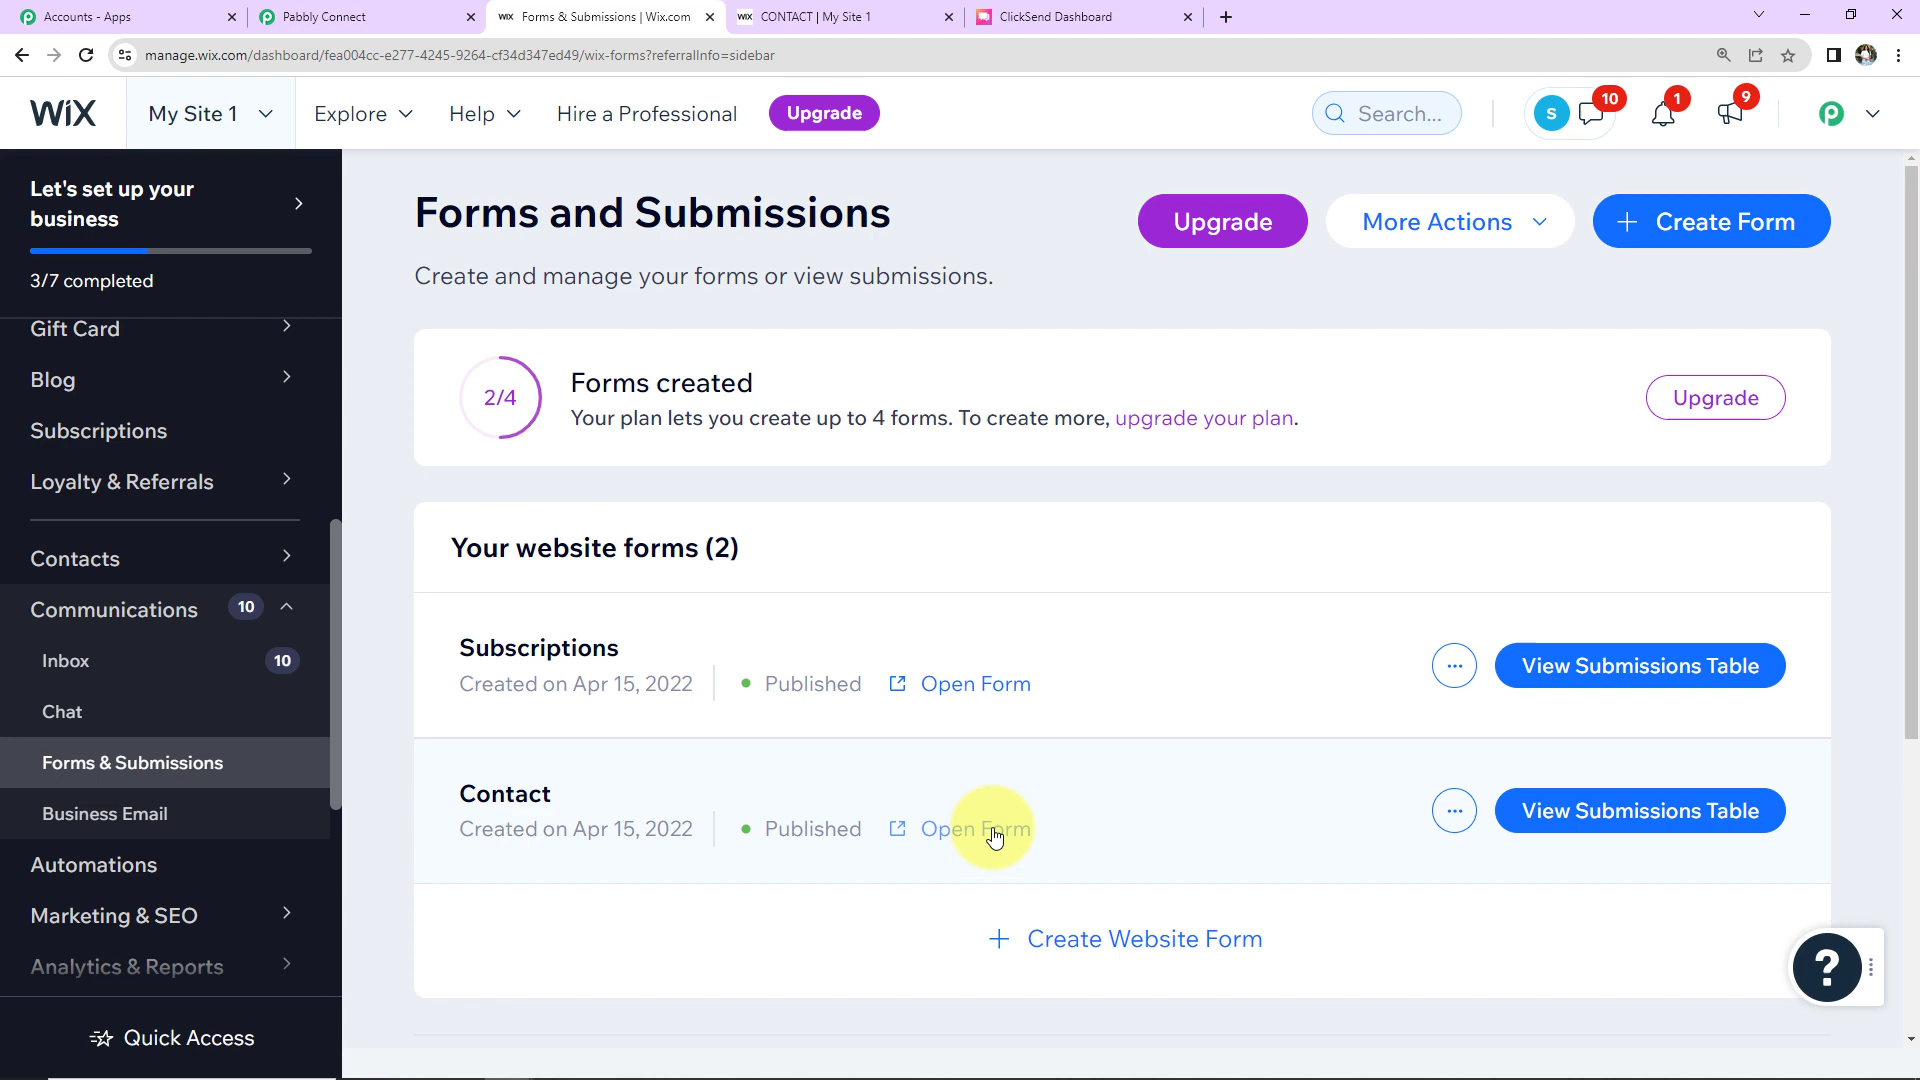 Accounts - Apps
Pabbly Connect
WIX Forms & Submissions | Wix.com
WIX CONTACT | My Site 1
ClickSend Dashboard
manage.wix.com/dashboard/fea004cc-e277-4245-9264-cf34d347ed49/wix-forms?referralInfo=sidebar
WiX
My Site 1
Explore
Help
Hire a Professional
Upgrade
Search...
S
10
1
9
Let's set up your
business
3/7 completed
Gift Card
Blog
Subscriptions
Loyalty & Referrals
Contacts
Communications 10
Inbox 10
Chat
Forms & Submissions
Business Email
Automations
Marketing & SEO
Analytics & Reports
Quick Access
Forms and Submissions
Create and manage your forms or view submissions.
Upgrade
More Actions
+ Create Form
2/4
Forms created
Your plan lets you create up to 4 forms. To create more, upgrade your plan.
Upgrade
Your website forms (2)
Subscriptions
Created on Apr 15, 2022 Published Open Form
... View Submissions Table
Contact
Created on Apr 15, 2022 Published Open Form
... View Submissions Table
+ Create Website Form
?